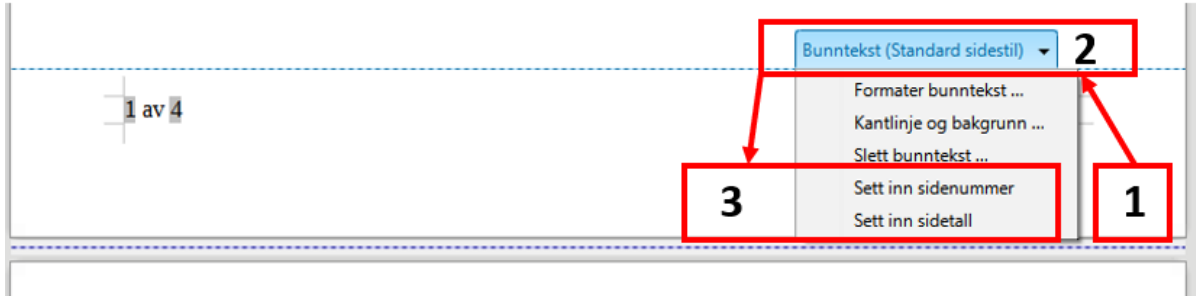 Bunntekst (Standard sidestil) 2
Formater bunntekst ...
1 av 4
Kantlinje og bakgrunn ...
Slett bunntekst ...
3 Sett inn sidenummer 1
Sett inn sidetall